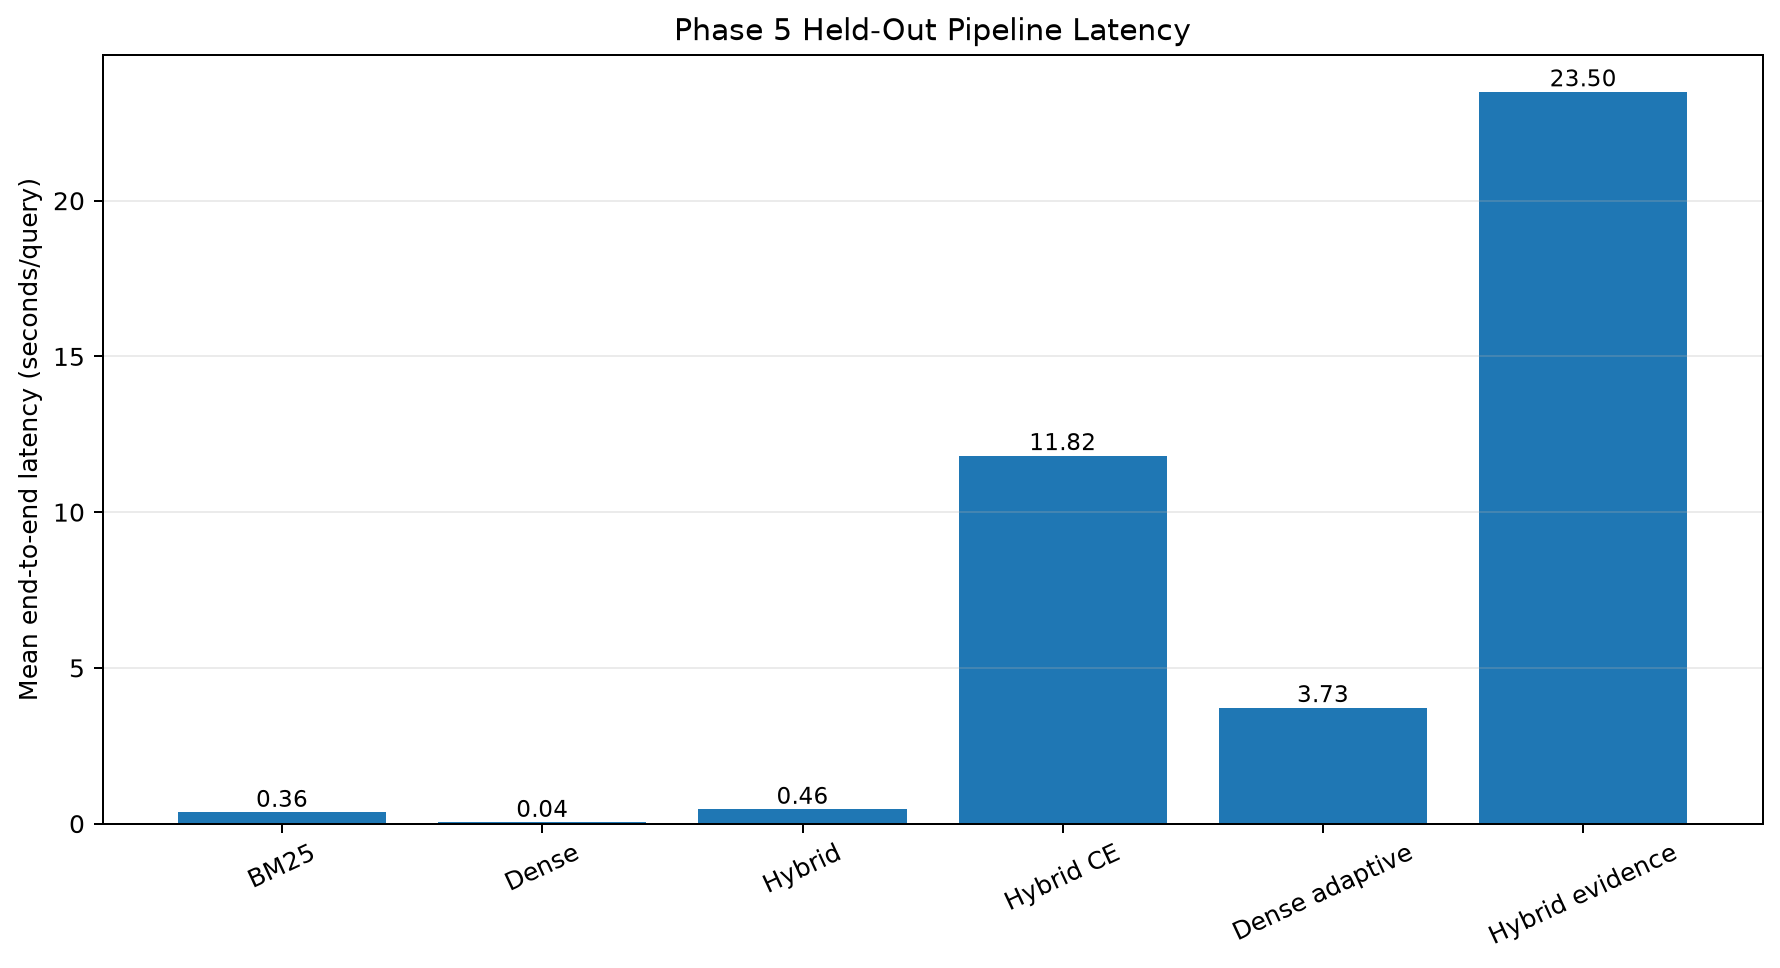 Phase 5 Held-Out Pipeline Latency
Mean end-to-end latency (seconds/query)
20
15
10
5
0
0.36
0.04
0.46
11.82
3.73
23.50
BM25
Dense
Hybrid
Hybrid CE
Dense adaptive
Hybrid evidence